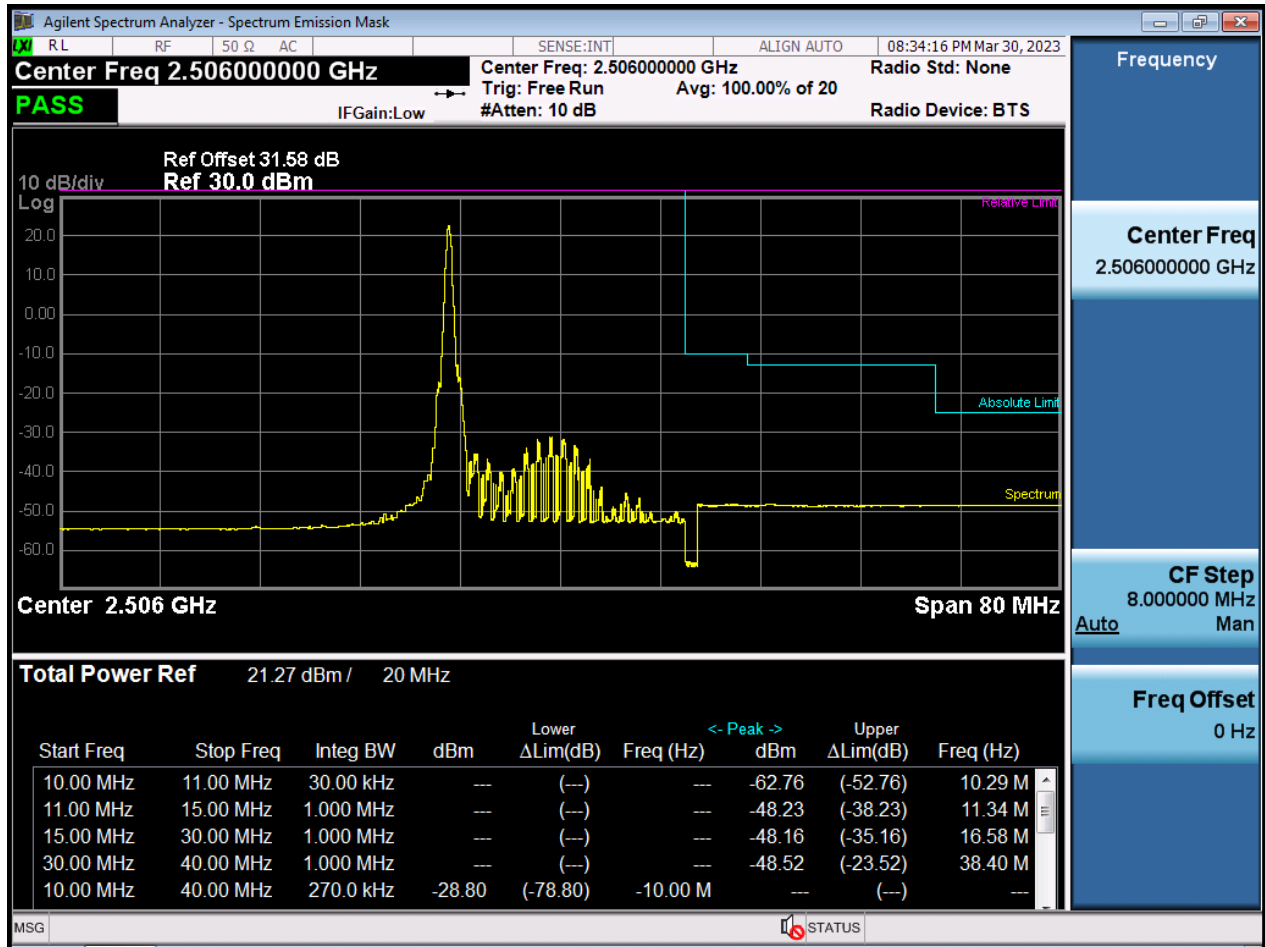 Agilent Spectrum Analyzer - Spectrum Emission Mask
LXI RL RF 50 Ω AC SENSE:INT ALIGN AUTO 08:34:16 PM Mar 30, 2023
Center Freq 2.506000000 GHz
PASS
IFGain:Low
Center Freq: 2.506000000 GHz
Trig: Free Run Avg: 100.00% of 20
#Atten: 10 dB
Radio Std: None
Radio Device: BTS
Ref Offset 31.58 dB
10 dB/div Ref 30.0 dBm
Log
Relative Limit
20.0
10.0
0.00
-10.0
-20.0
Absolute Limit
-30.0
-40.0
Spectrum
-50.0
-60.0
Center 2.506 GHz Span 80 MHz
Total Power Ref 21.27 dBm / 20 MHz
Lower <- Peak -> Upper
Start Freq Stop Freq Integ BW dBm ΔLim(dB) Freq (Hz) dBm ΔLim(dB) Freq (Hz)
10.00 MHz 11.00 MHz 30.00 kHz --- (---) --- -62.76 (-52.76) 10.29 M
11.00 MHz 15.00 MHz 1.000 MHz --- (---) --- -48.23 (-38.23) 11.34 M
15.00 MHz 30.00 MHz 1.000 MHz --- (---) --- -48.16 (-35.16) 16.58 M
30.00 MHz 40.00 MHz 1.000 MHz --- (---) --- -48.52 (-23.52) 38.40 M
10.00 MHz 40.00 MHz 270.0 kHz -28.80 (-78.80) -10.00 M --- (---) ---
MSG STATUS
Frequency
Center Freq
2.506000000 GHz
CF Step
8.000000 MHz
Auto Man
Freq Offset
0 Hz